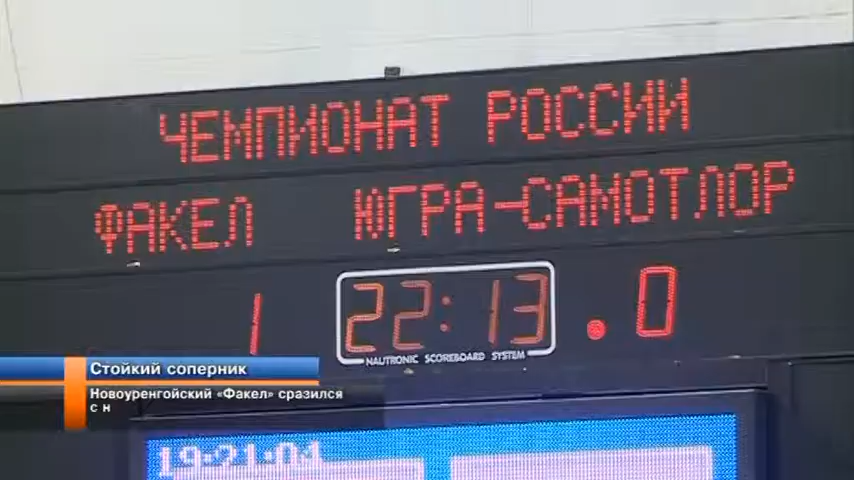 ЧЕМПИОНАТ РОССИИ
ФАКЕЛ ЮГРА-САМОТЛОР
1 22:13 .0
NAUTRONIC SCOREBOARD SYSTEM
Стойкий соперник
Новоуренгойский «Факел» сразился
с н
19:21:04